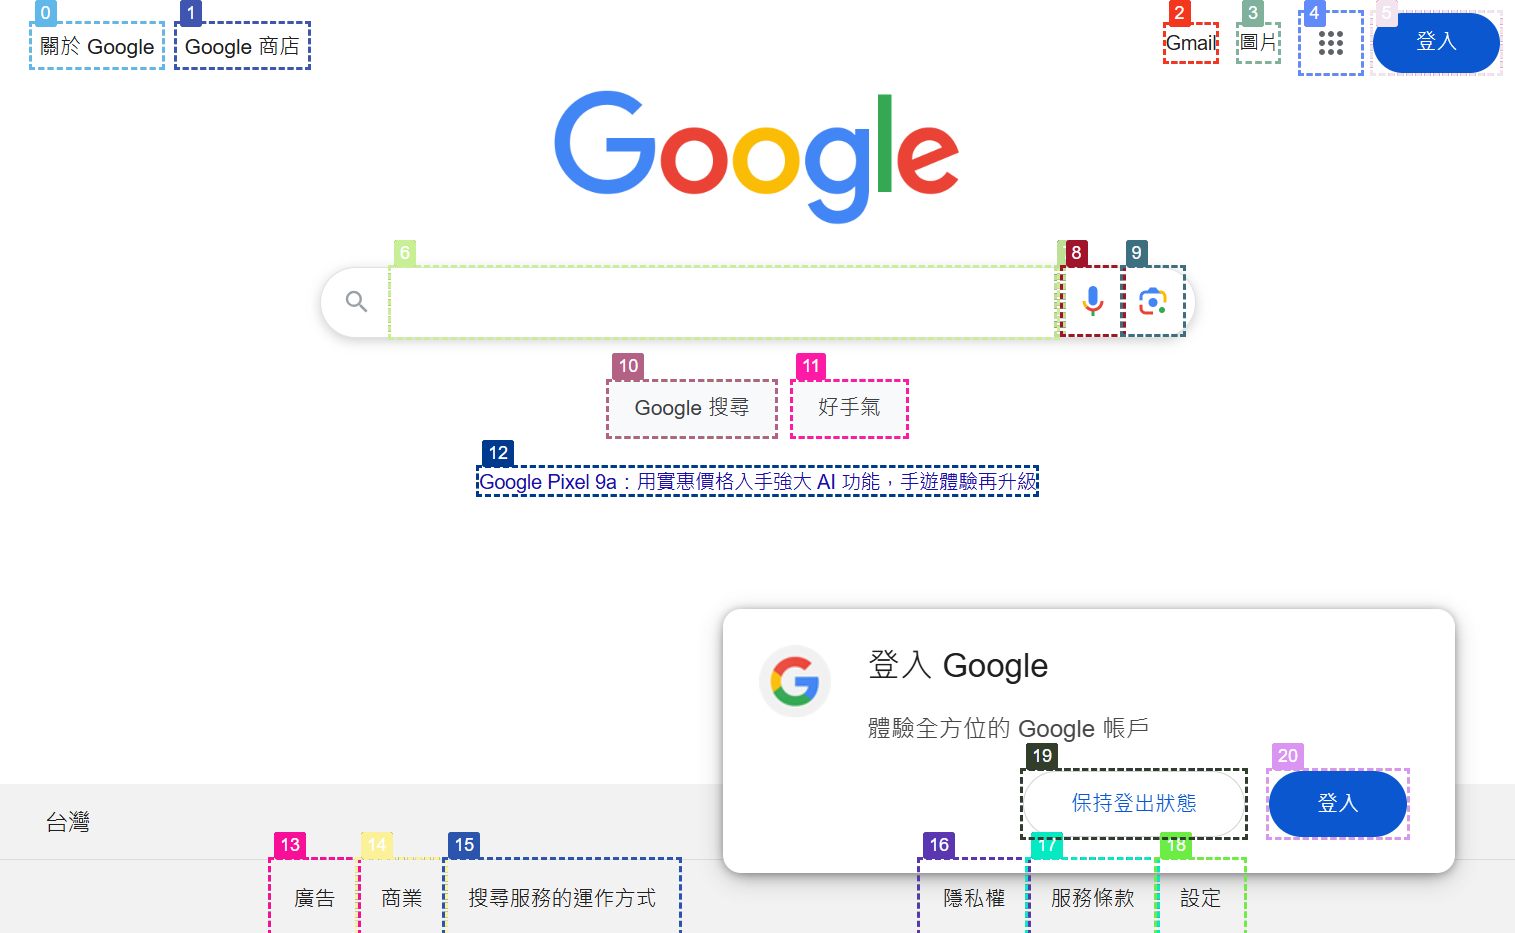 0
1
2
3
4
5
關於 Google
Google 商店
Gmail
圖片
登入
Google
6
8
9
10
11
Google 搜尋
好手氣
12
Google Pixel 9a：用實惠價格入手強大 AI 功能，手遊體驗再升級
登入 Google
體驗全方位的 Google 帳戶
19
20
保持登出狀態
登入
台灣
13
14
15
16
17
18
廣告
商業
搜尋服務的運作方式
隱私權
服務條款
設定